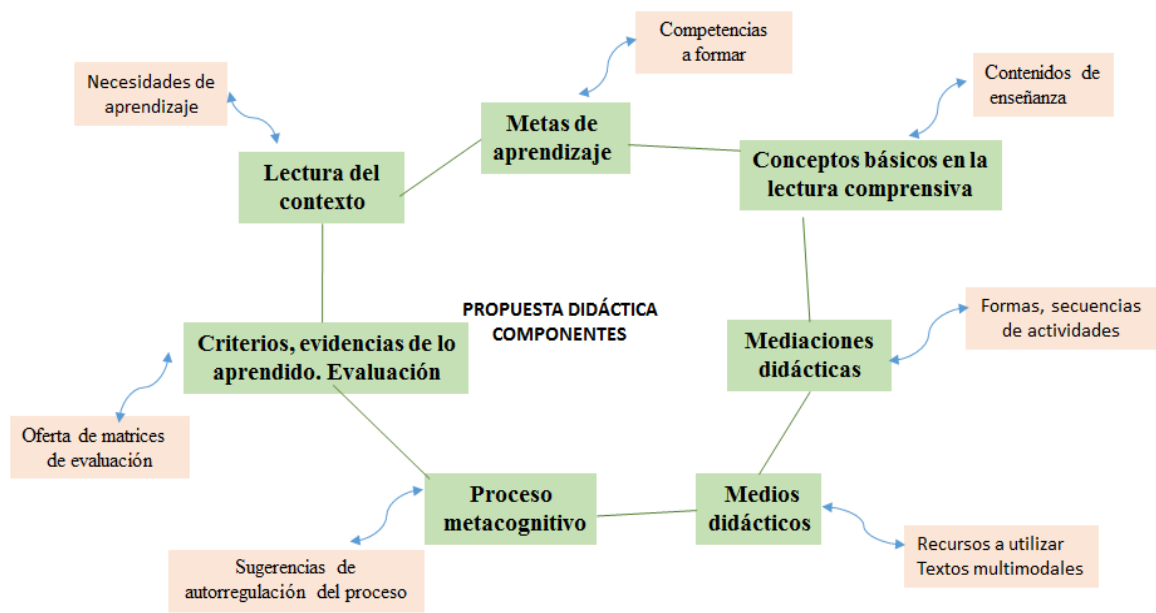 Competencias
a formar
Necesidades de
aprendizaje
Contenidos de
enseñanza
Metas de
aprendizaje
Conceptos básicos en la
lectura comprensiva
Lectura del
contexto
PROPUESTA DIDÁCTICA
COMPONENTES
Formas, secuencias
de actividades
Criterios, evidencias de lo
aprendido. Evaluación
Mediaciones
didácticas
Oferta de matrices
de evaluación
Proceso
metacognitivo
Medios
didácticos
Sugerencias de
autorregulación del proceso
Recursos a utilizar
Textos multimodales